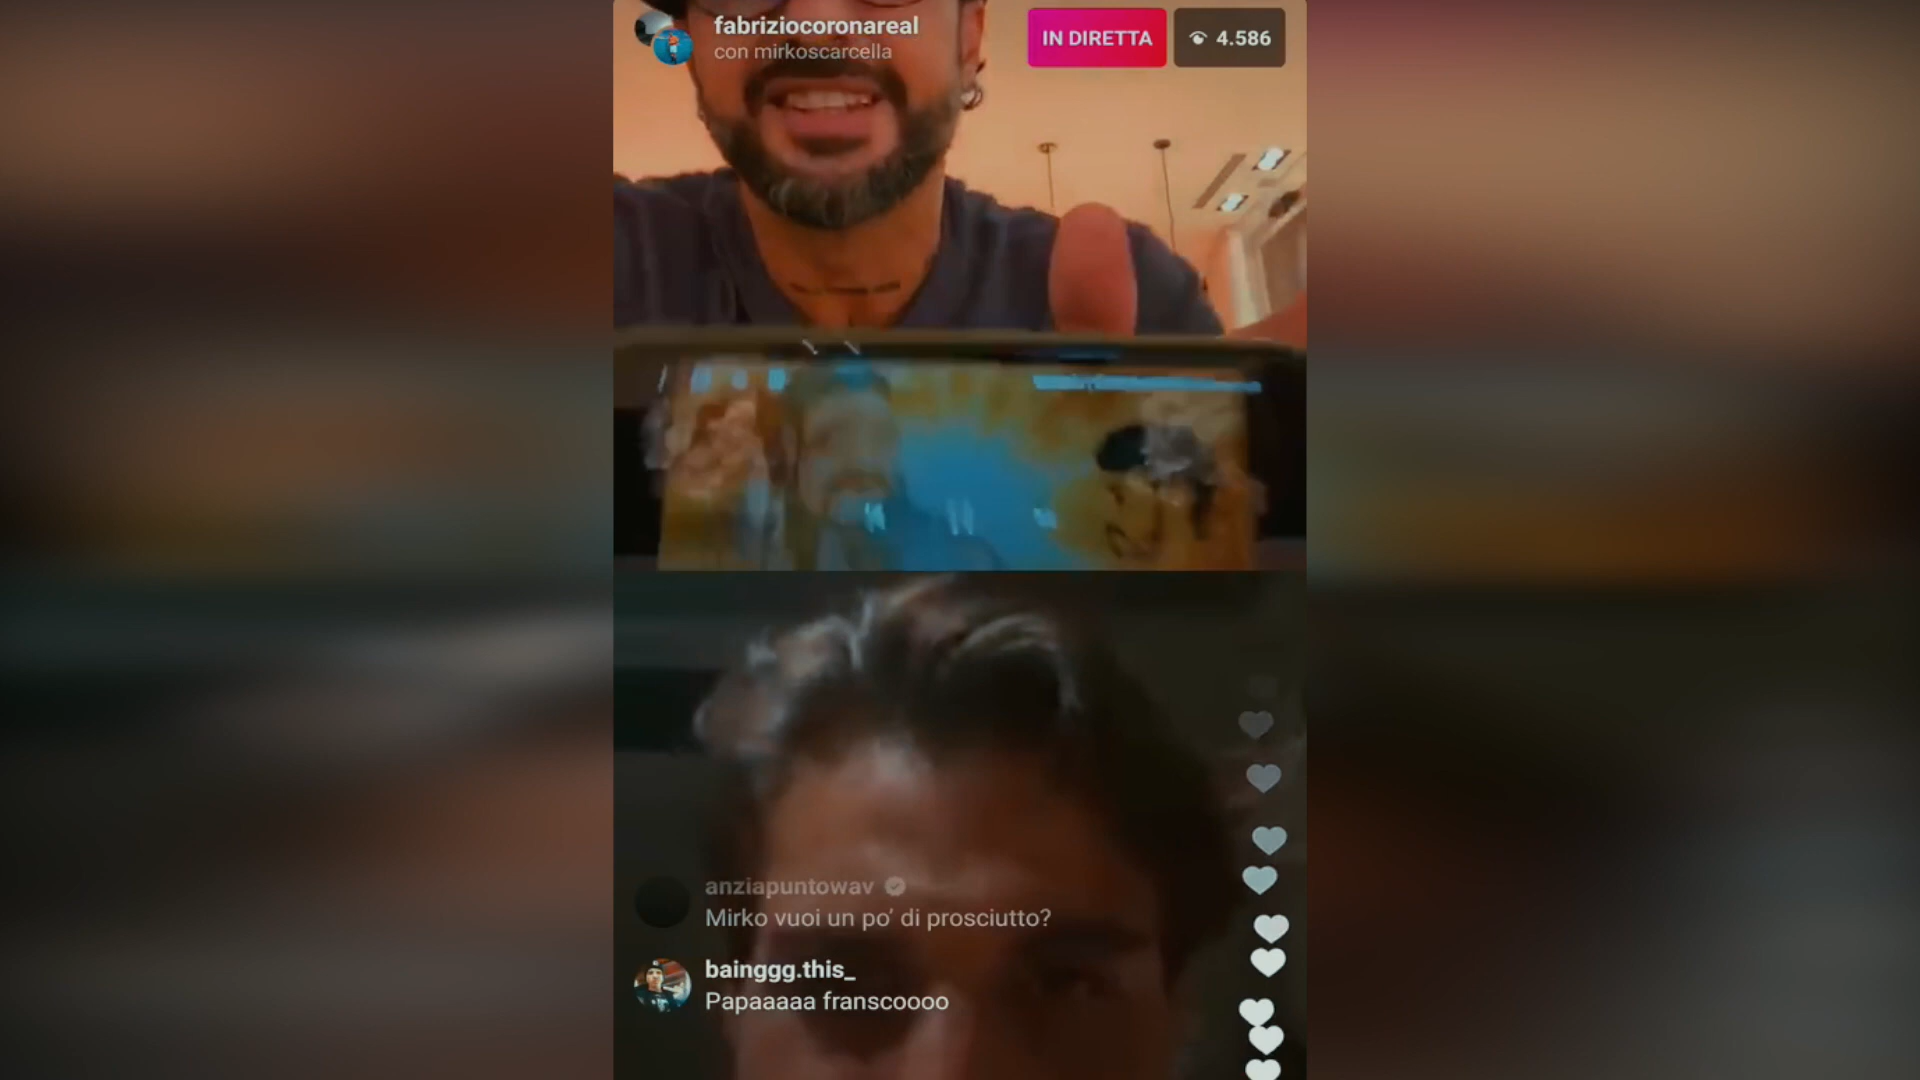 fabriziocoronareal
con mirkoscarcella
IN DIRETTA
4.586
anziapuntowav
Mirko vuoi un po' di prosciutto?
bainggg.this_
Papaaaaa franscoooo